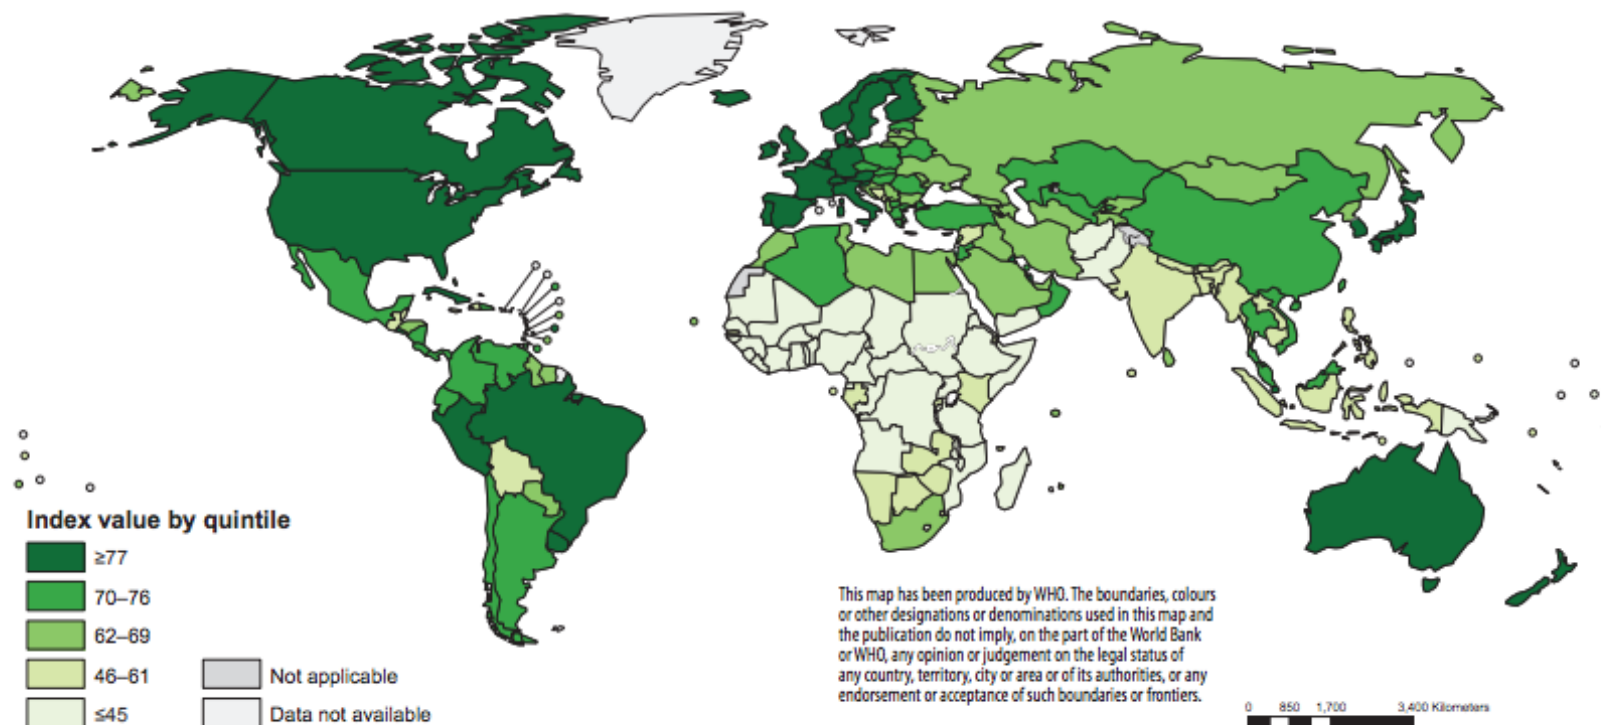 Index value by quintile
≥77
70–76
62–69
46–61
≤45
Not applicable
Data not available
This map has been produced by WHO. The boundaries, colours
or other designations or denominations used in this map and
the publication do not imply, on the part of the World Bank
or WHO, any opinion or judgement on the legal status of
any country, territory, city or area or of its authorities, or any
endorsement or acceptance of such boundaries or frontiers.
0 850 1,700 3,400 Kilometers